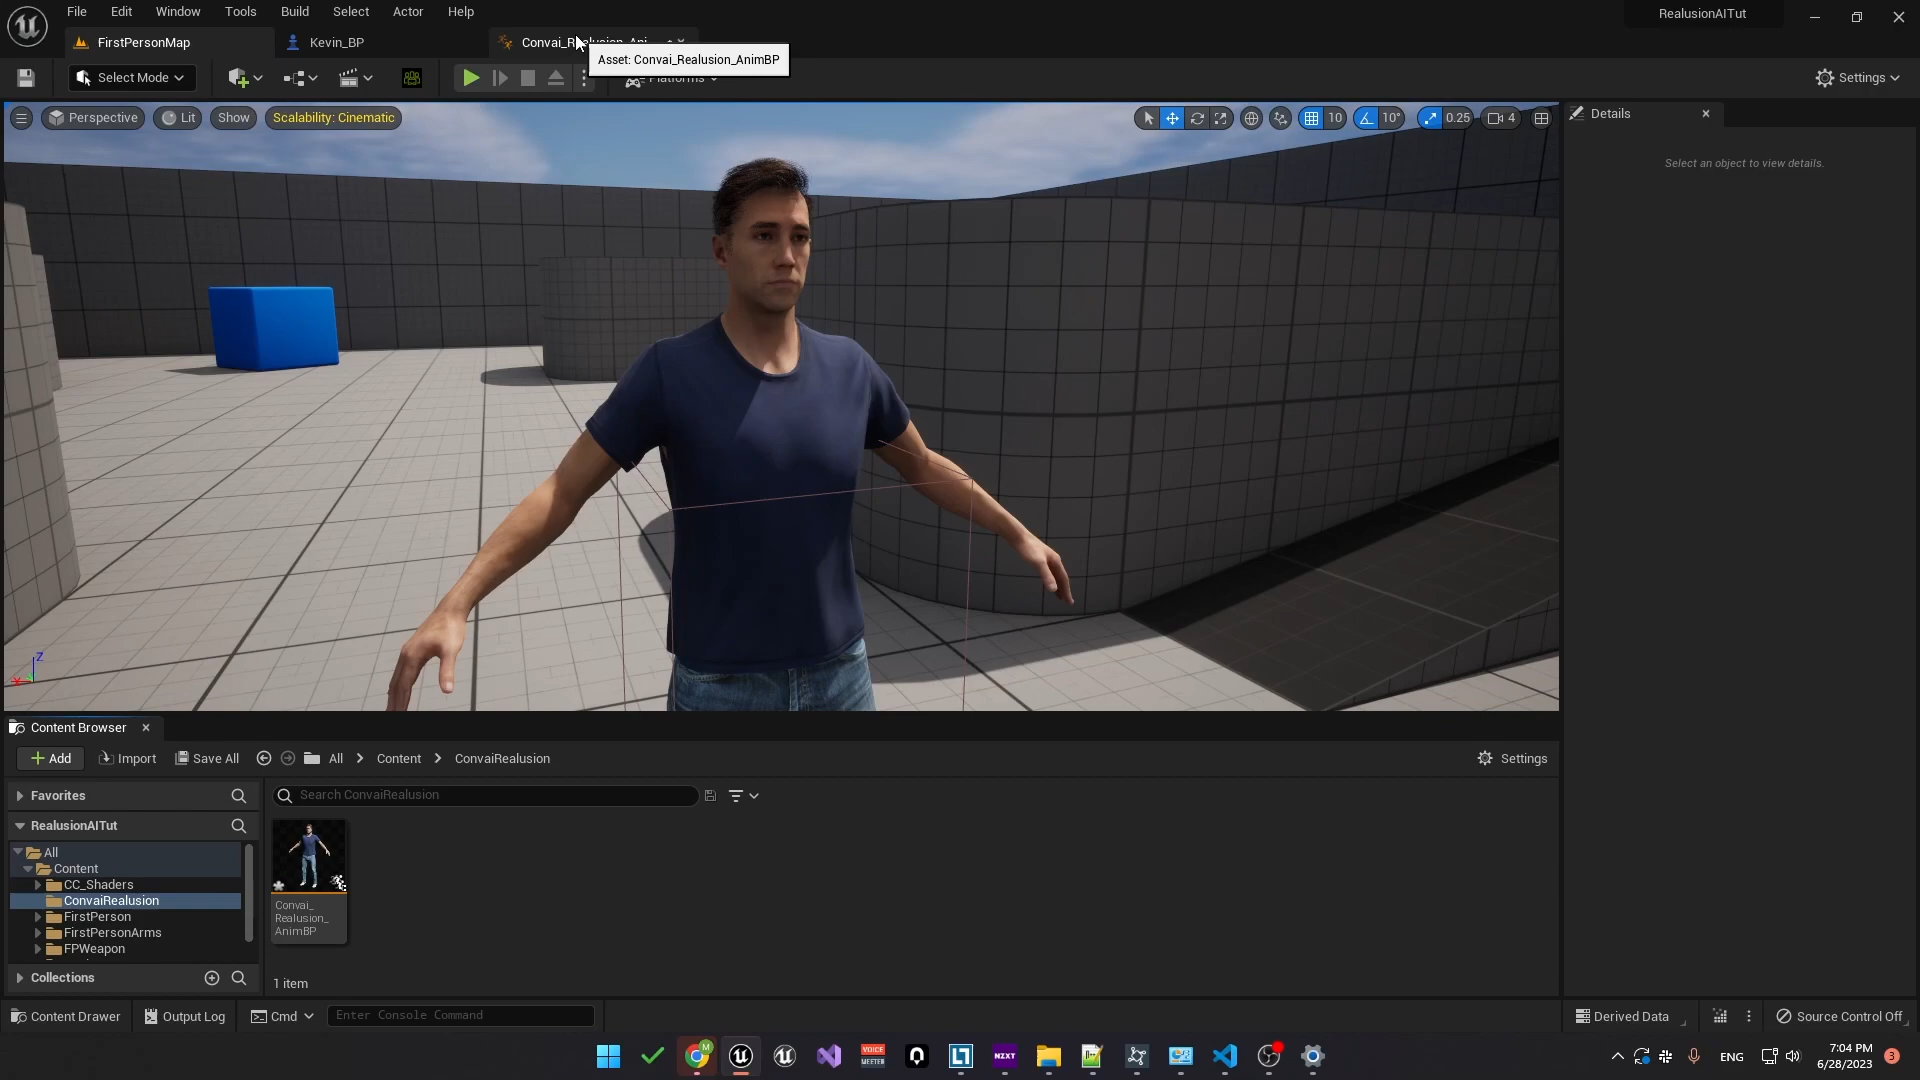 File Edit Window Tools Build Select Actor Help
RealusionAITut
FirstPersonMap
Kevin_BP
Asset: Convai_Realusion_AnimBP
Select Mode
Settings
Perspective
Lit
Show
Scalability: Cinematic
10
10°
0.25
4
Details
Select an object to view details.
Z
Content Browser
Add
Import
Save All
All
Content
ConvaiRealusion
Settings
Favorites
Search ConvaiRealusion
RealusionAITut
All
Content
CC_Shaders
ConvaiRealusion
FirstPerson
FirstPersonArms
FPWeapon
Convai_
Realusion_
AnimBP
Collections
1 item
Content Drawer
Output Log
Cmd
Enter Console Command
Derived Data
Source Control Off
VOICE
MEETER
NZXT
ENG
7:04 PM
6/28/2023
3